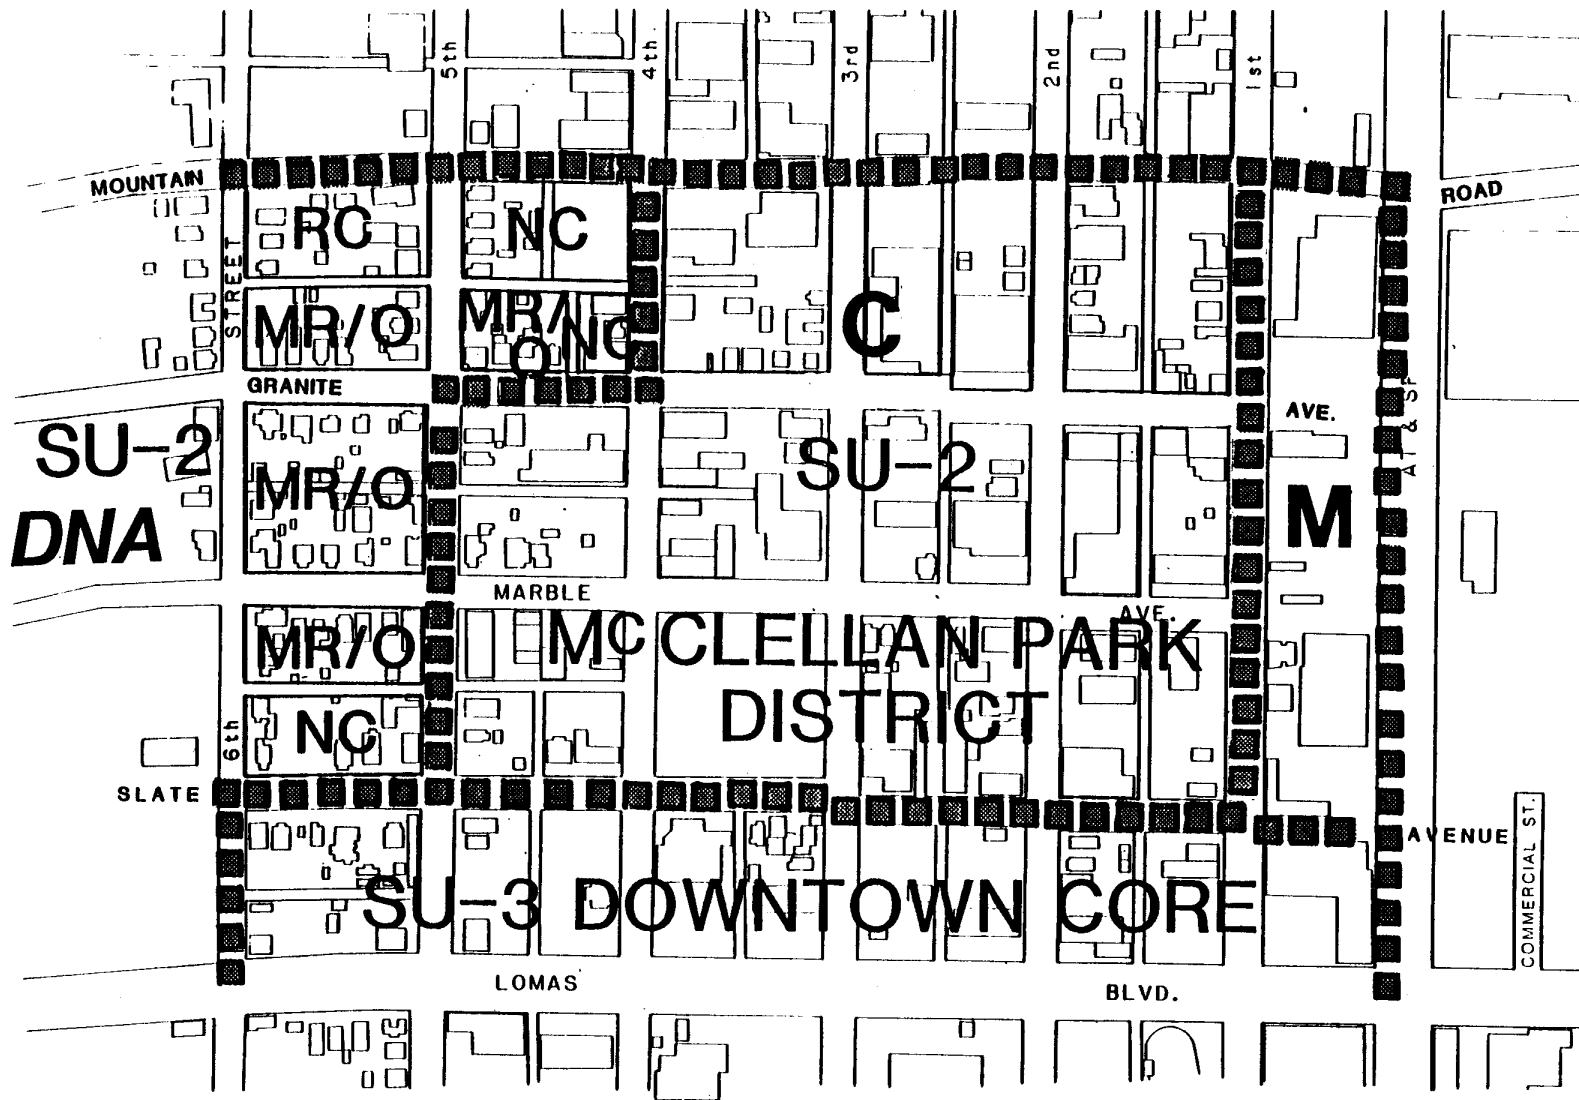 5th
4th
3rd
2nd
1st
MOUNTAIN
ROAD
RC
NC
STREET
MR/O
MR/O
NC
C
GRANITE
AVE.
AT & SF
SU-2
MR/O
SU-2
DNA
M
MARBLE
AVE.
MR/O
MCCLELLAN PARK
DISTRICT
NC
6th
SLATE
AVENUE
COMMERCIAL ST.
SU-3 DOWNTOWN CORE
LOMAS
BLVD.